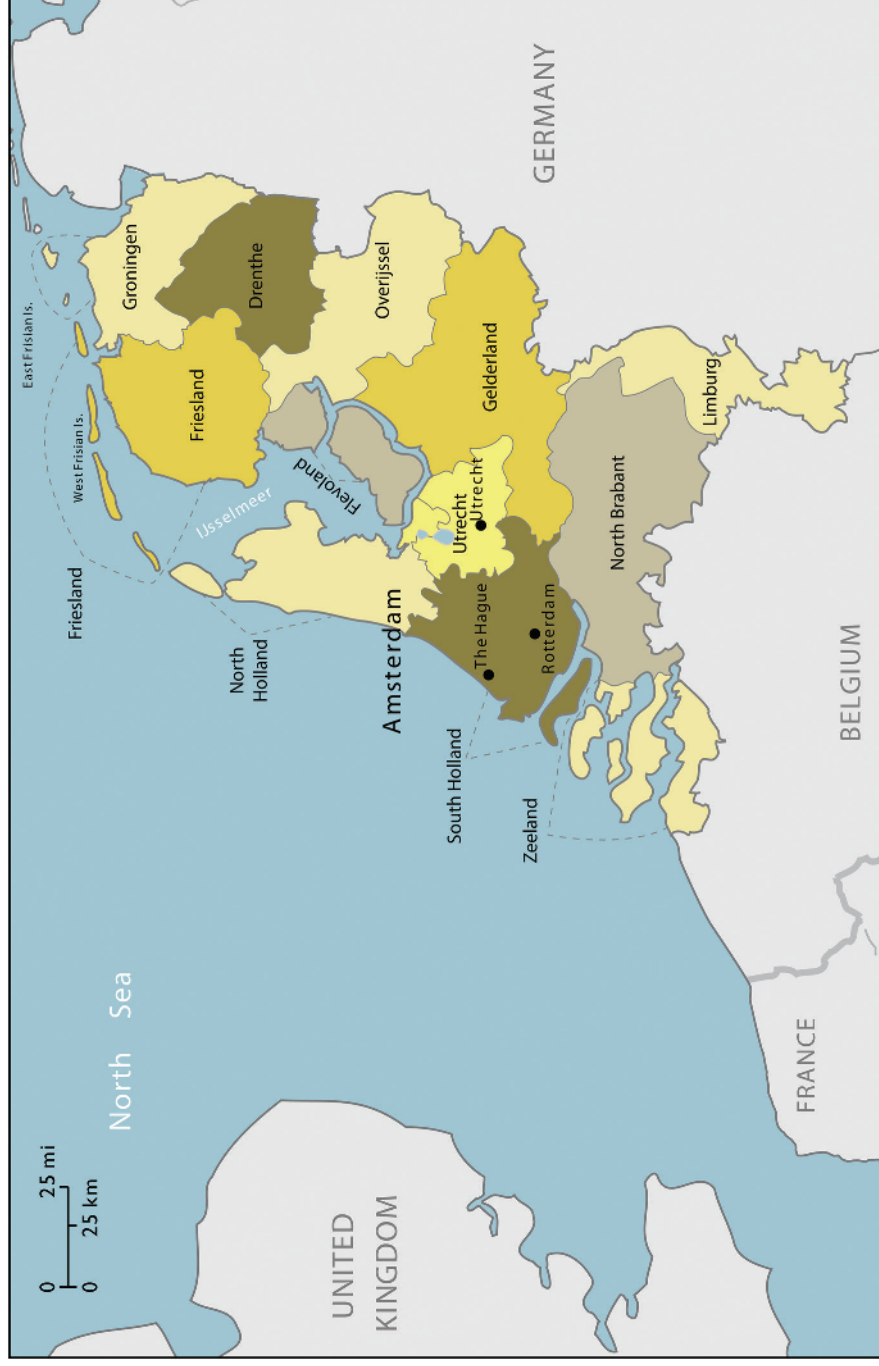 0 25 mi
0 25 km
North Sea
East Frisian Is.
West Frisian Is.
Friesland
Groningen
Friesland
Drenthe
IJsselmeer
North
Holland
Flevoland
Overijssel
Amsterdam
Utrecht
Utrecht
Gelderland
South Holland
The Hague
Rotterdam
Zeeland
North Brabant
Limburg
UNITED
KINGDOM
GERMANY
FRANCE
BELGIUM